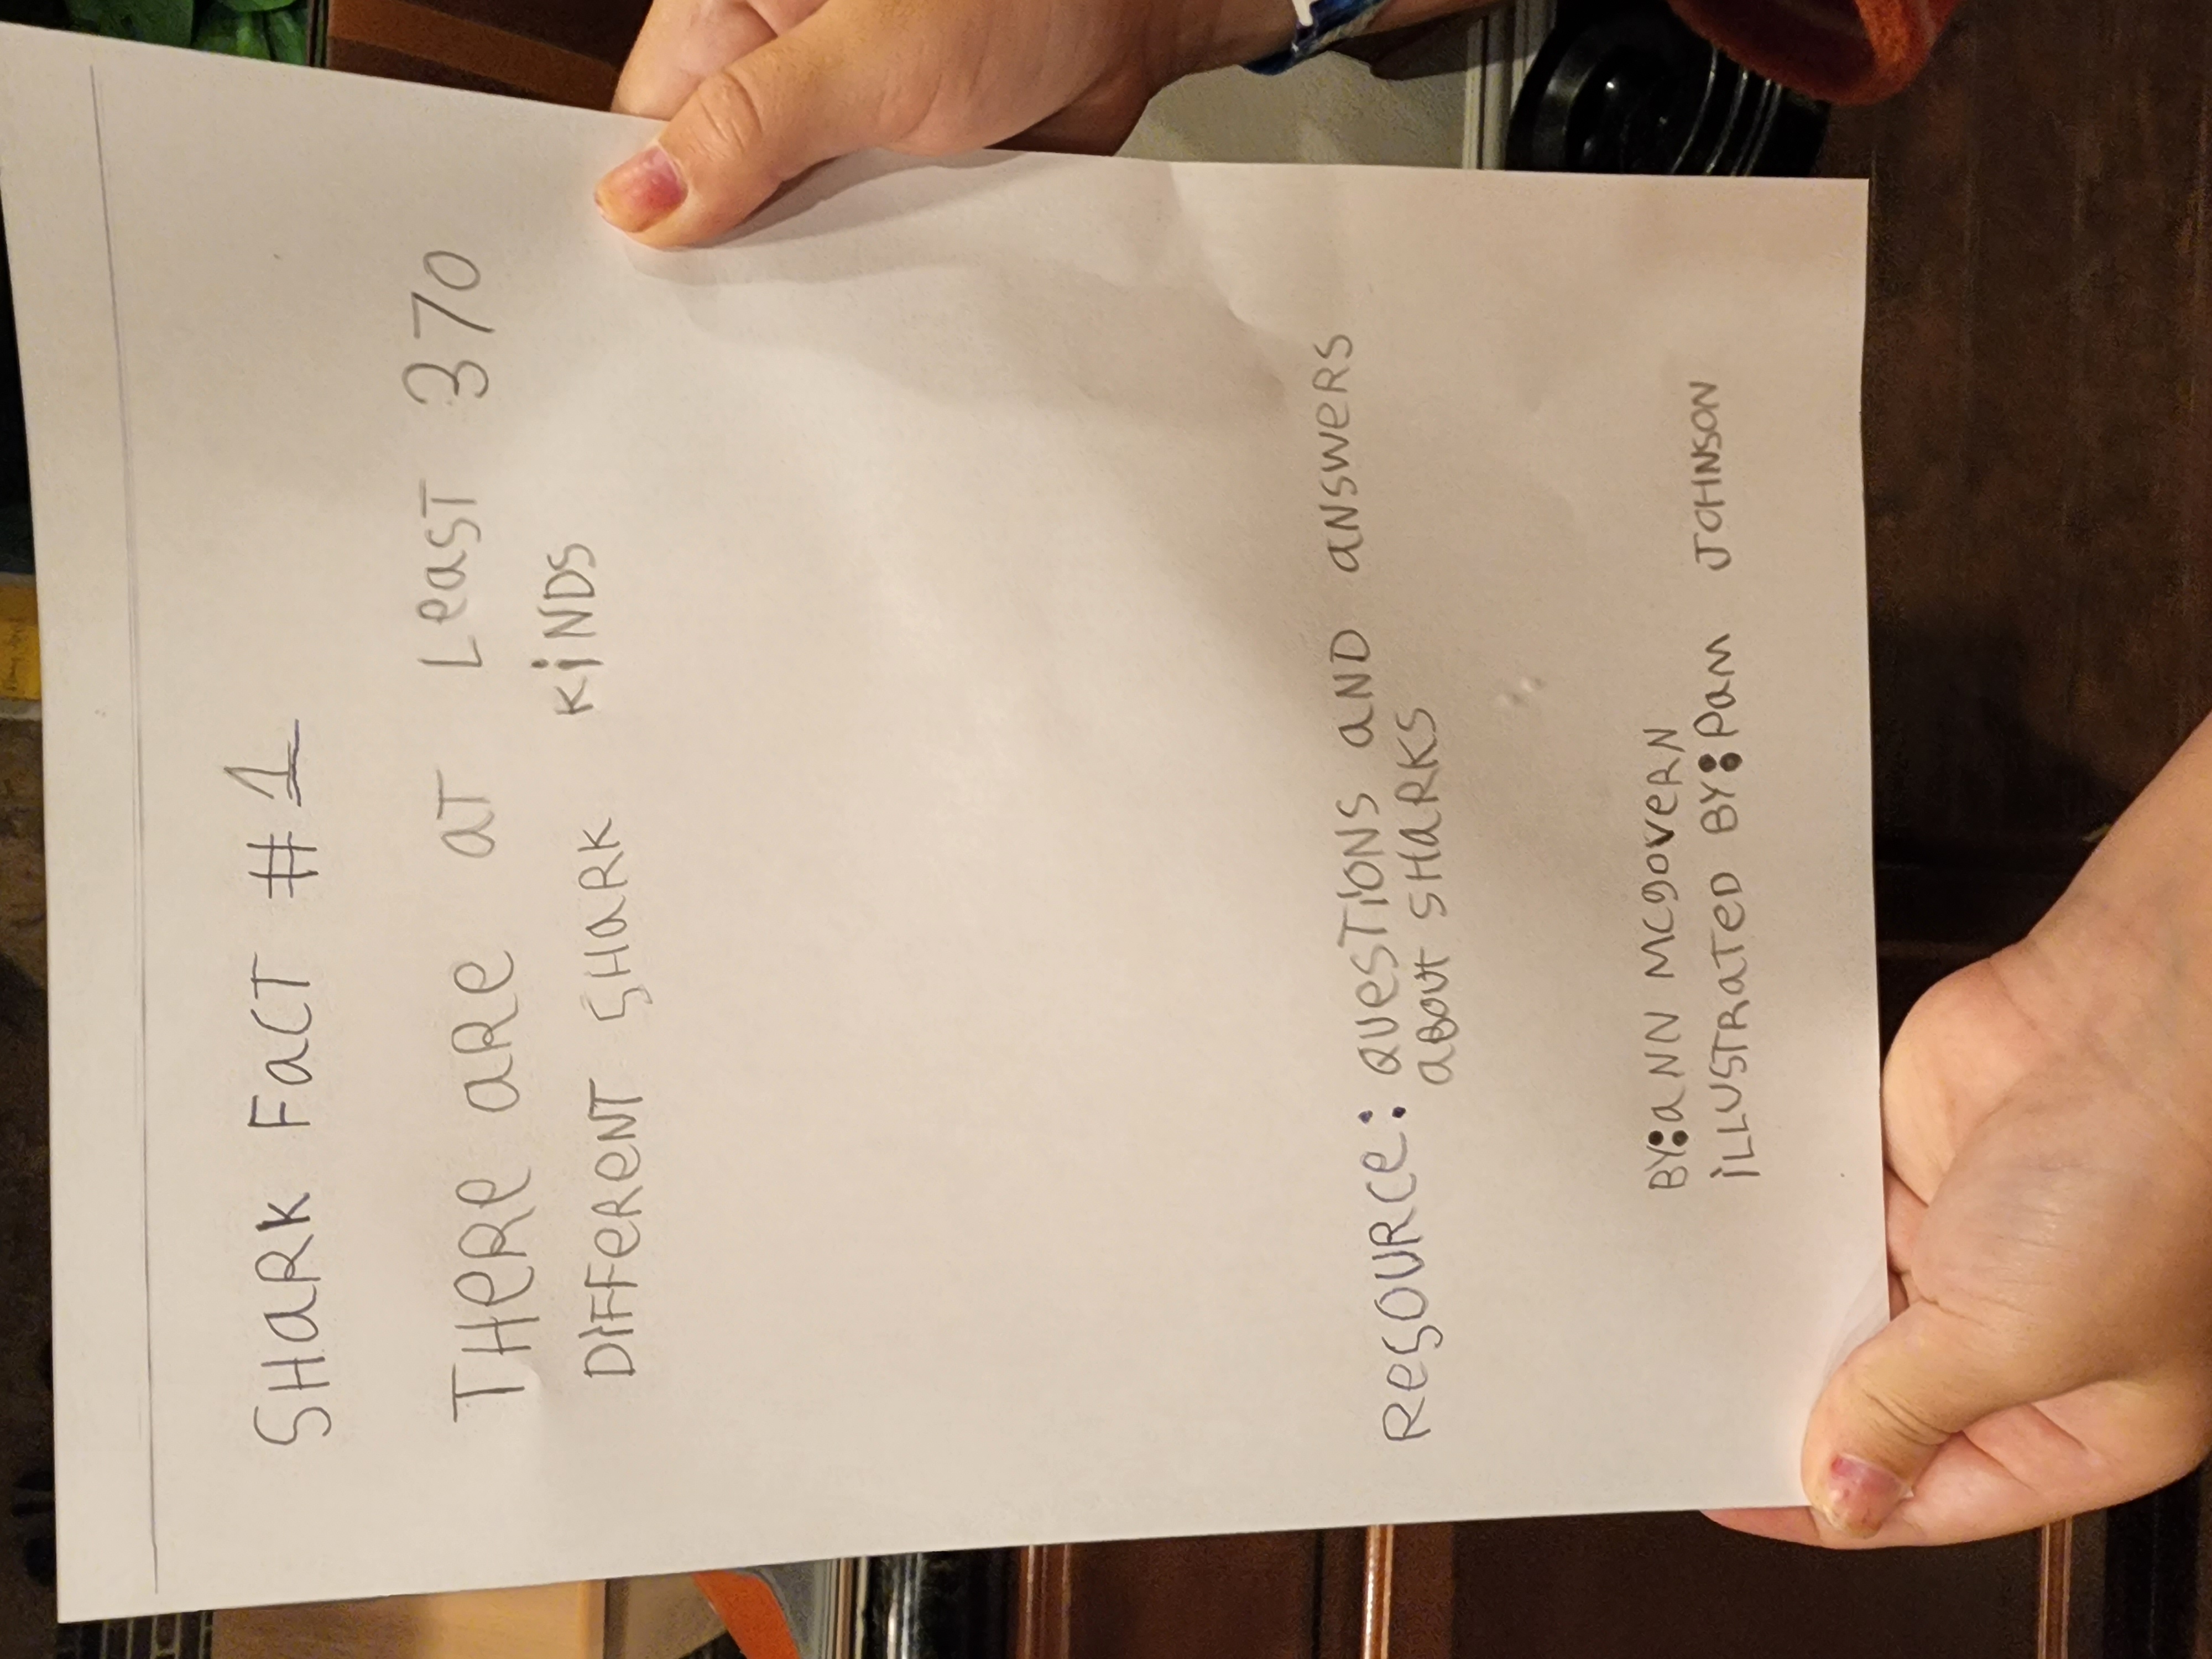 SHaRK FacT #1
THeRe aRe aT LeaST 370
DiFFeReNT SHaRK KiNDS
ReSOURCe: QUeSTiONS aND aNSWeRS
aBOUT SHaRKS
BY:aNN MCgOVeRN
iLLUSTRaTeD BY:PaM JOHNSON